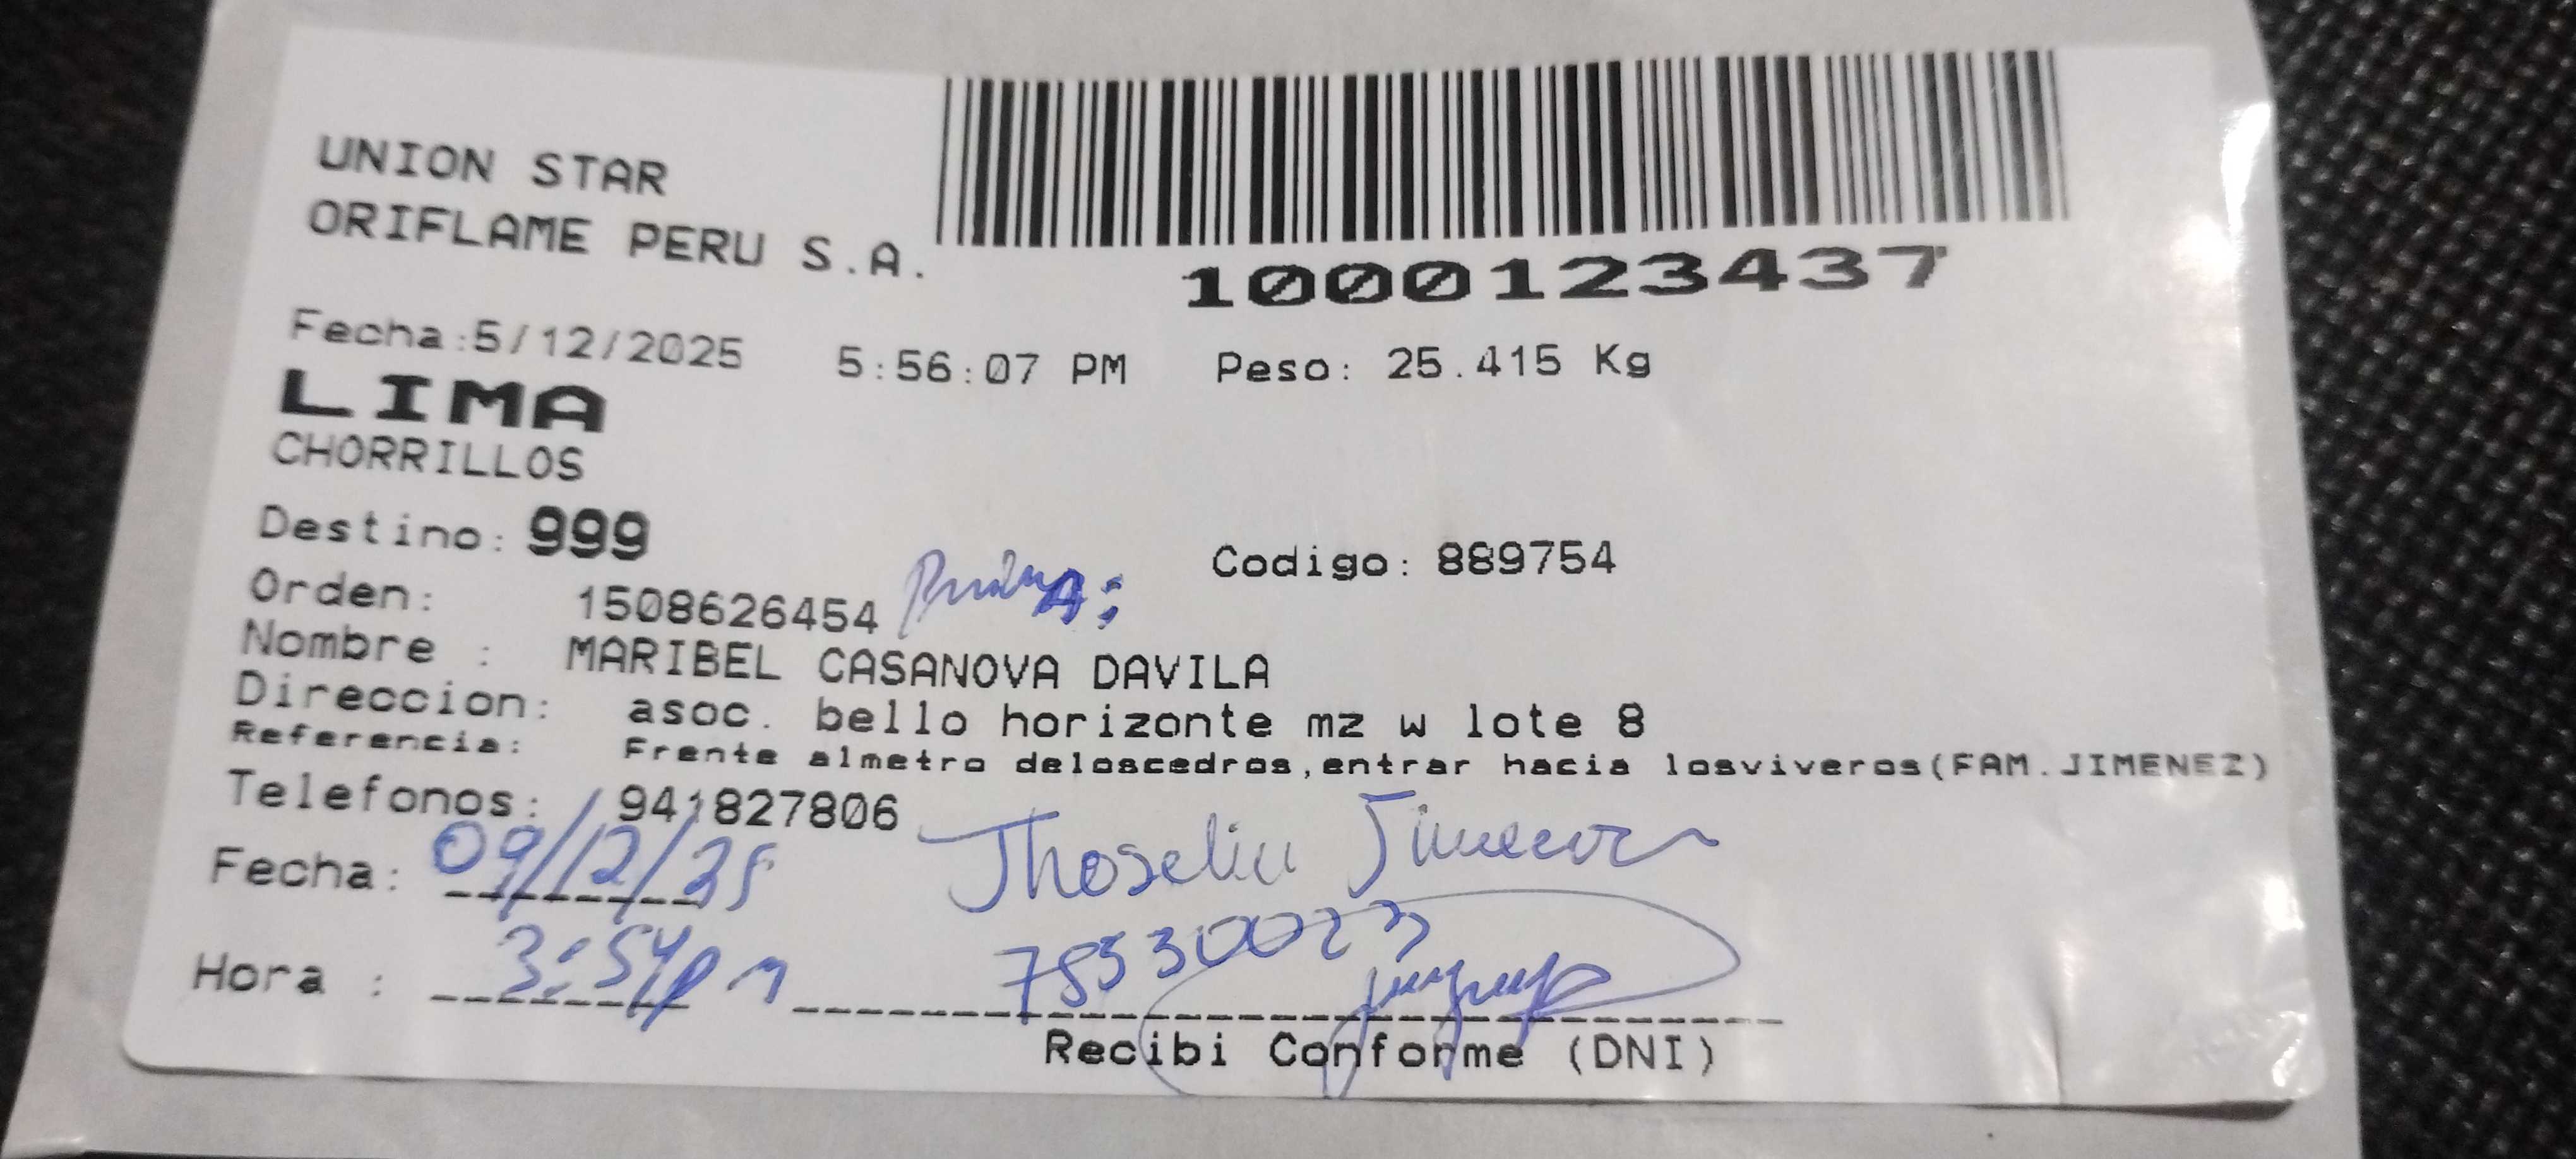 UNION STAR
ORIFLAME PERU S.A.
1000123437
Fecha:5/12/2025 5:56:07 PM Peso: 25.415 Kg
LIMA
CHORRILLOS
Destino: 999
Codigo: 889754
Orden: 1508626454
Nombre : MARIBEL CASANOVA DAVILA
Direccion: asoc. bello horizonte mz w lote 8
Referencia: Frente almetro deloscedros,entrar hacia losviveros(FAM.JIMENEZ)
Telefonos: 941827806
Fecha: 09/12/25
Hora : 3:54pm 78530023
Recibi Conforme (DNI)